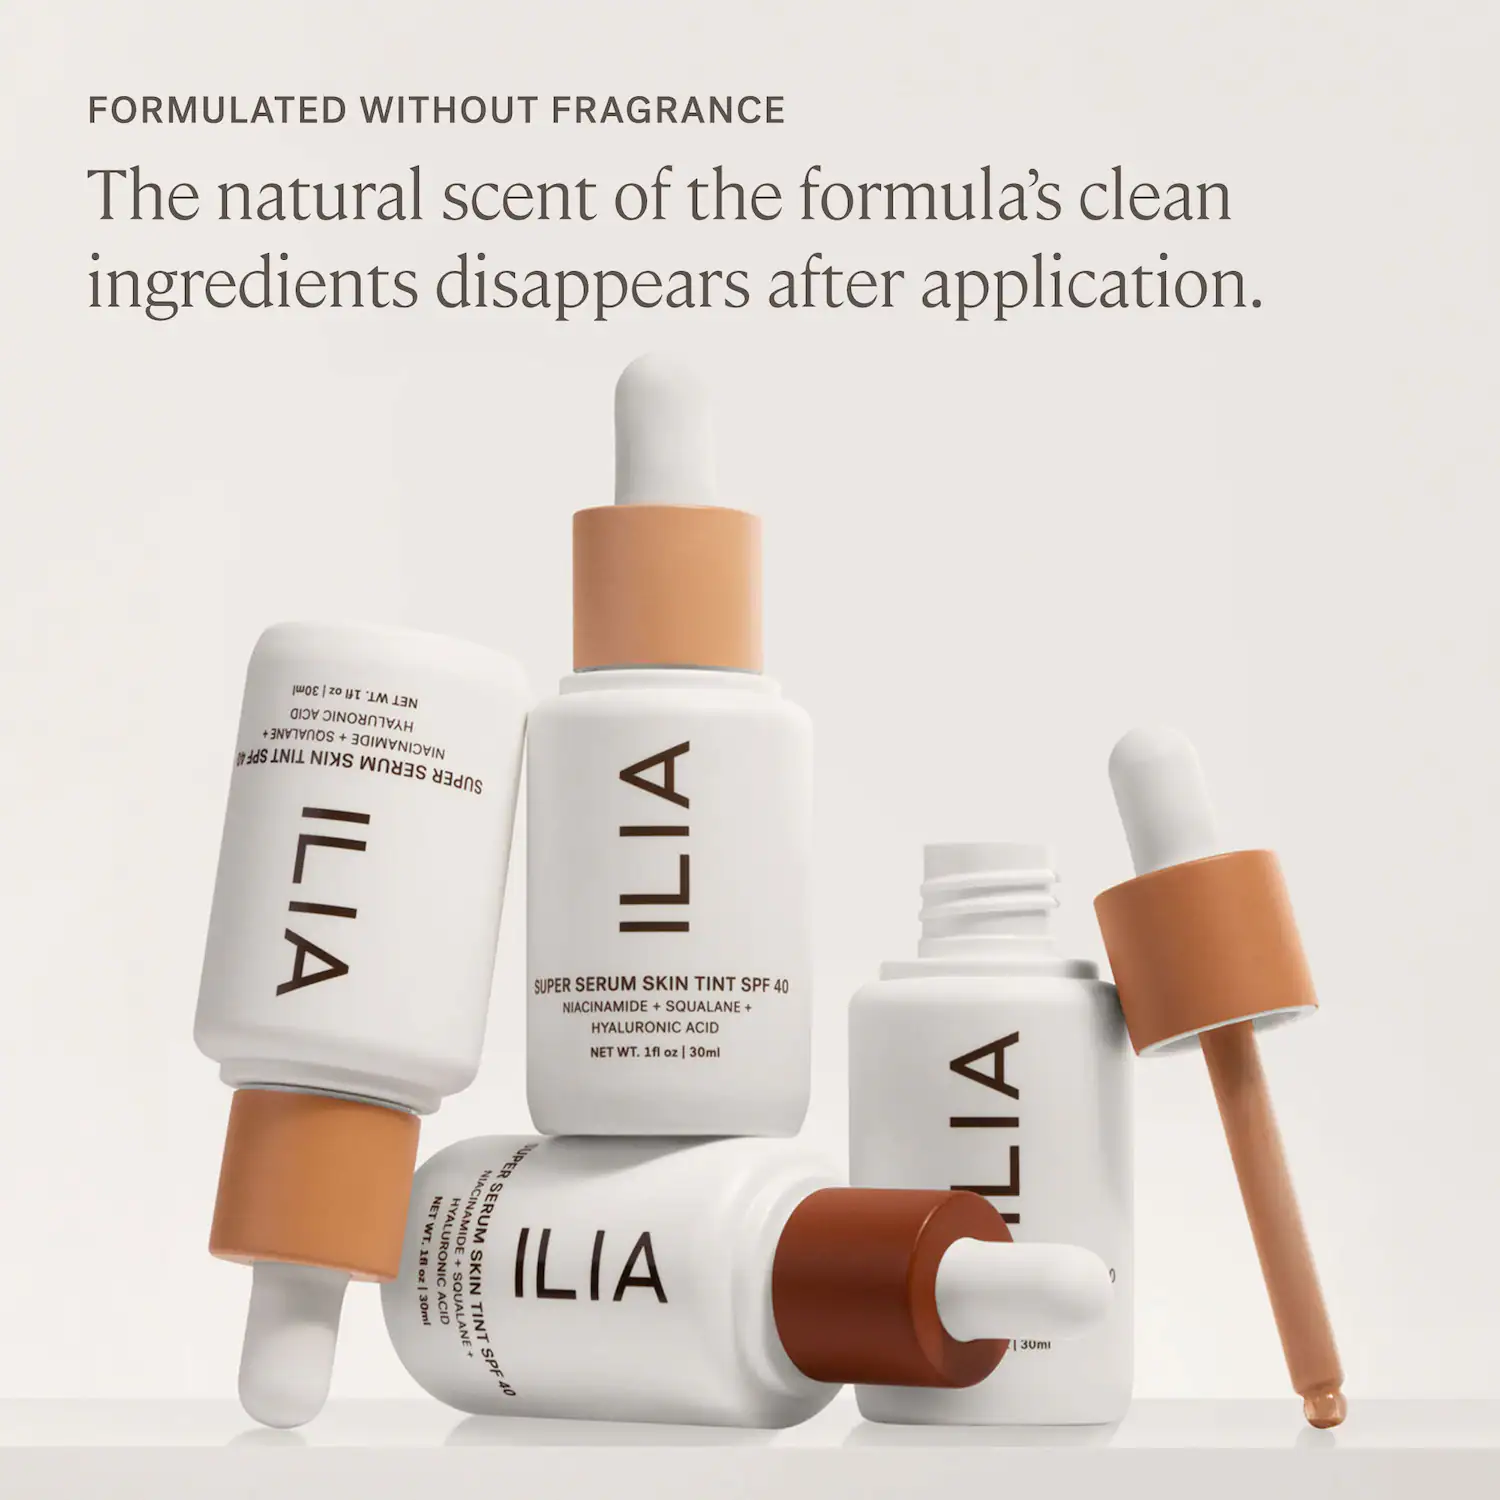 FORMULATED WITHOUT FRAGRANCE
The natural scent of the formula’s clean
ingredients disappears after application.
NET WT. 1fl oz | 30ml
HYALURONIC ACID
NIACINAMIDE + SQUALANE +
SUPER SERUM SKIN TINT SPF 40
ILIA
ILIA
SUPER SERUM SKIN TINT SPF 40
NIACINAMIDE + SQUALANE +
HYALURONIC ACID
NET WT. 1fl oz | 30ml
SUPER SERUM SKIN TINT SPF 40
NIACINAMIDE + SQUALANE +
HYALURONIC ACID
NET WT. 1fl oz | 30ml
ILIA
ILIA
| 30ml